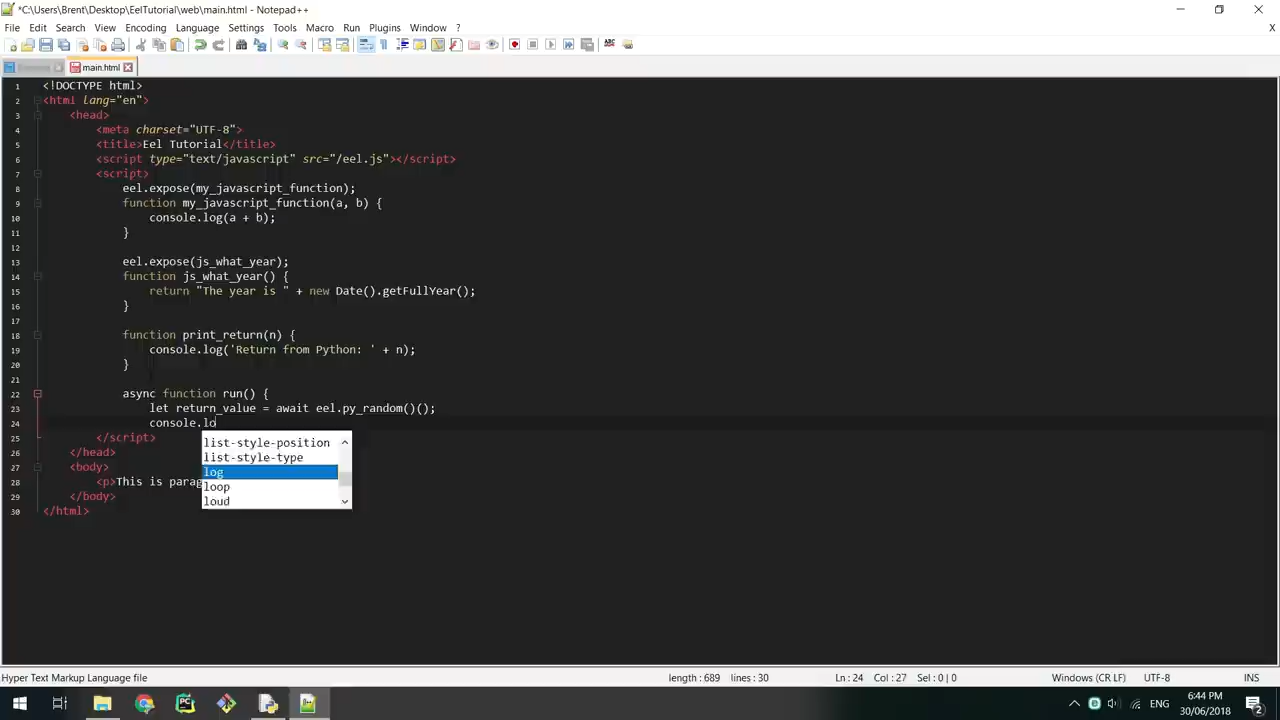 *C:\Users\Brent\Desktop\EelTutorial\web\main.html - Notepad++
File Edit Search View Encoding Language Settings Tools Macro Run Plugins Window ? X
main.html
1 <!DOCTYPE html>
2 <html lang="en">
3 <head>
4 <meta charset="UTF-8">
5 <title>Eel Tutorial</title>
6 <script type="text/javascript" src="/eel.js"></script>
7 <script>
8 eel.expose(my_javascript_function);
9 function my_javascript_function(a, b) {
10 console.log(a + b);
11 }
12
13 eel.expose(js_what_year);
14 function js_what_year() {
15 return "The year is " + new Date().getFullYear();
16 }
17
18 function print_return(n) {
19 console.log('Return from Python: ' + n);
20 }
21
22 async function run() {
23 let return_value = await eel.py_random()();
24 console.lo
25 </script>
26 </head>
27 <body>
28 <p>This is parag
29 </body>
30 </html>
list-style-position
list-style-type
log
loop
loud
Hyper Text Markup Language file length : 689 lines : 30 Ln : 24 Col : 27 Sel : 0 | 0 Windows (CR LF) UTF-8 INS
ENG 6:44 PM
30/06/2018
2